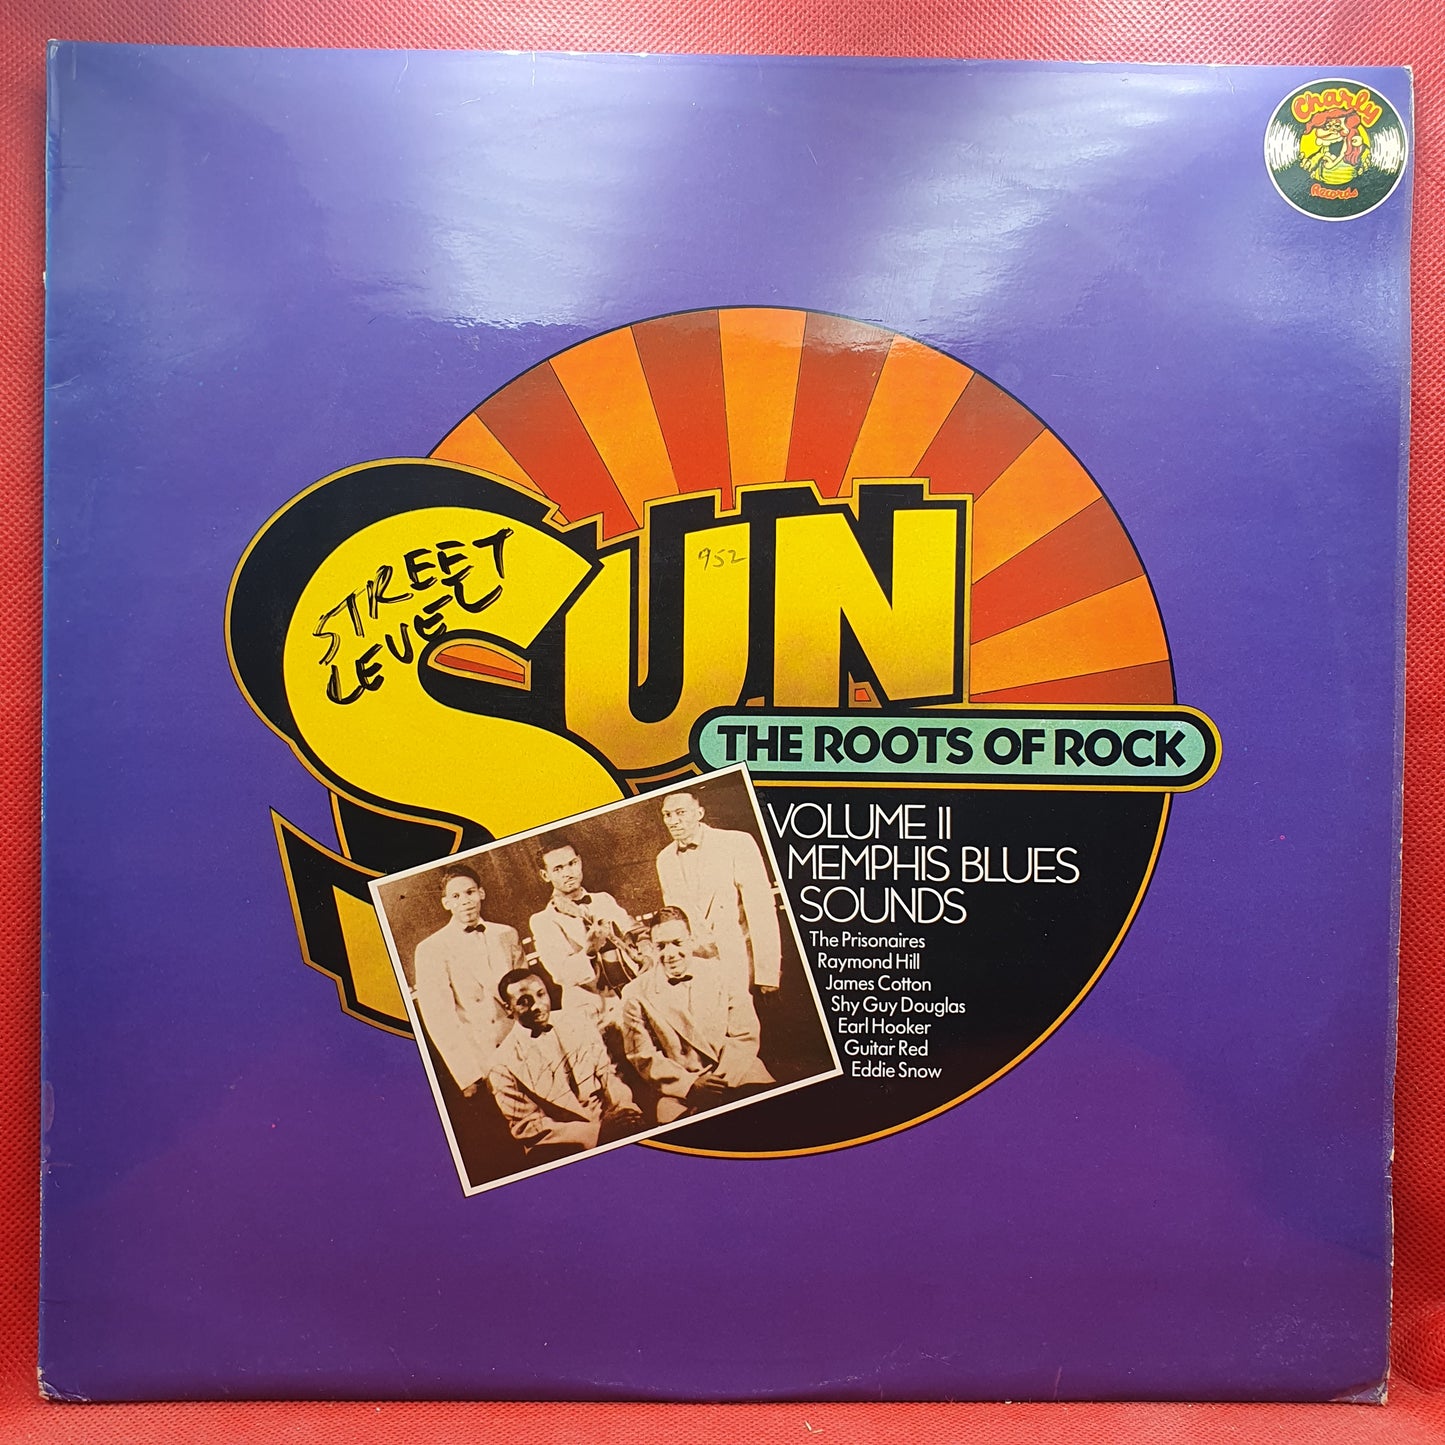 Charly
Records
STREET
LEVEL
952
SUN
THE ROOTS OF ROCK
VOLUME II
MEMPHIS BLUES
SOUNDS
The Prisonaires
Raymond Hill
James Cotton
Shy Guy Douglas
Earl Hooker
Guitar Red
Eddie Snow